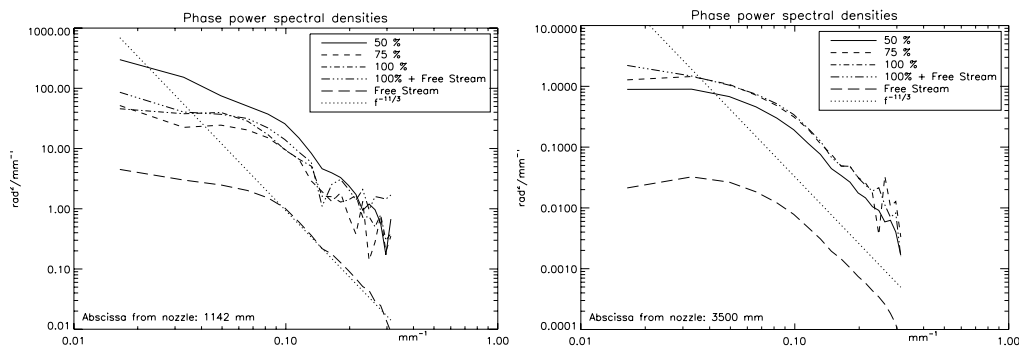 Phase power spectral densities
1000.00
100.00
10.00
1.00
0.10
0.01
rad²/mm⁻¹
50 %
75 %
100 %
100% + Free Stream
Free Stream
f⁻¹¹/³
Abscissa from nozzle: 1142 mm
mm⁻¹
0.01
0.10
1.00
Phase power spectral densities
10.0000
1.0000
0.1000
0.0100
0.0010
0.0001
rad²/mm⁻¹
50 %
75 %
100 %
100% + Free Stream
Free Stream
f⁻¹¹/³
Abscissa from nozzle: 3500 mm
mm⁻¹
0.01
0.10
1.00